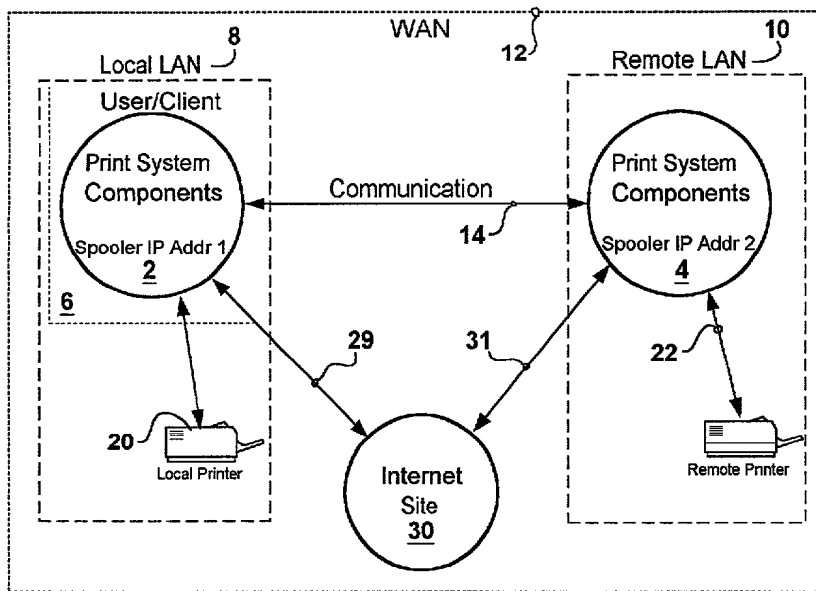 WAN
12
Local LAN
8
Remote LAN
10
User/Client
Print System
Components
Spooler IP Addr 1
2
6
Communication
14
Print System
Components
Spooler IP Addr 2
4
29
31
22
20
Local Printer
Internet
Site
30
Remote Printer